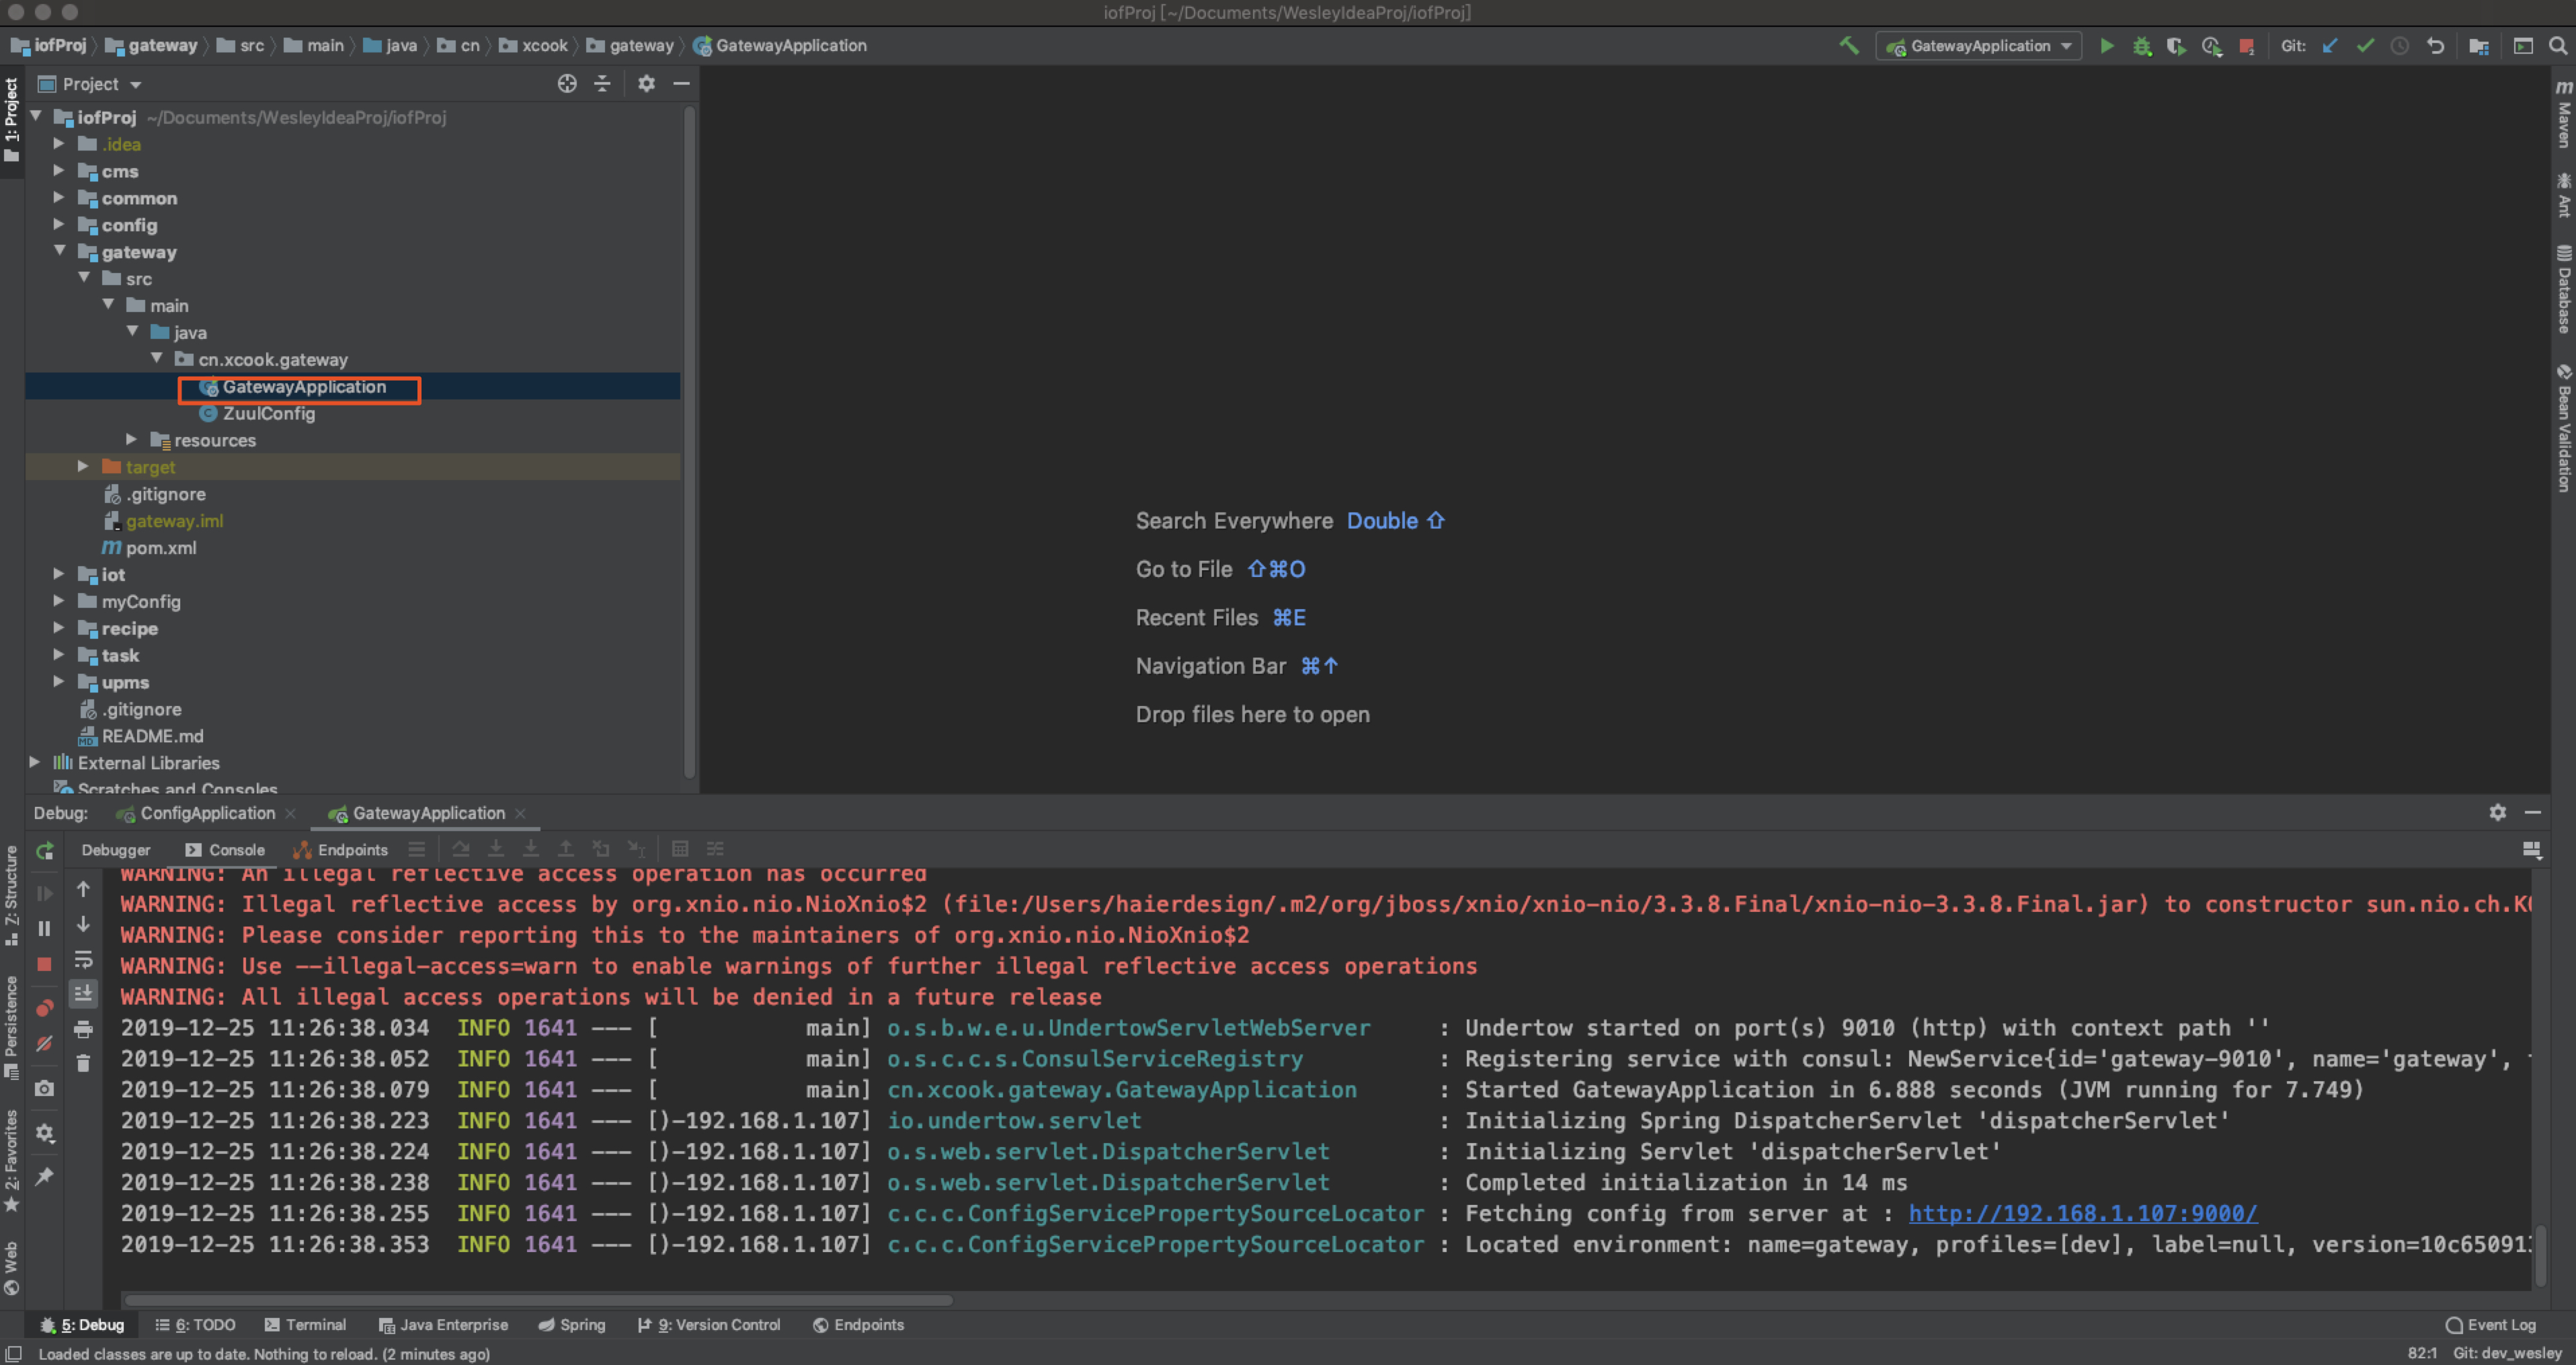 iofProj [~/Documents/WesleyIdeaProj/iofProj]
iofProj gateway src main java cn xcook gateway GatewayApplication
GatewayApplication Git:
Project
1: Project
iofProj ~/Documents/WesleyIdeaProj/iofProj
.idea
cms
common
config
gateway
src
main
java
cn.xcook.gateway
GatewayApplication
ZuulConfig
resources
target
.gitignore
gateway.iml
pom.xml
iot
myConfig
recipe
task
upms
.gitignore
README.md
External Libraries
Scratches and Consoles
Search Everywhere Double ⇧
Go to File ⇧⌘O
Recent Files ⌘E
Navigation Bar ⌘↑
Drop files here to open
Maven
Ant
Database
Bean Validation
Debug: ConfigApplication GatewayApplication
Debugger Console Endpoints
WARNING: An illegal reflective access operation has occurred
WARNING: Illegal reflective access by org.xnio.nio.NioXnio$2 (file:/Users/haierdesign/.m2/org/jboss/xnio/xnio-nio/3.3.8.Final/xnio-nio-3.3.8.Final.jar) to constructor
WARNING: Please consider reporting this to the maintainers of org.xnio.nio.NioXnio$2
WARNING: Use --illegal-access=warn to enable warnings of further illegal reflective access operations
WARNING: All illegal access operations will be denied in a future release
2019-12-25 11:26:38.034 INFO 1641 --- [ main] o.s.b.w.e.u.UndertowServletWebServer : Undertow started on port(s) 9010 (http) with context path ''
2019-12-25 11:26:38.052 INFO 1641 --- [ main] o.s.c.c.s.ConsulServiceRegistry : Registering service with consul: NewService{id='gateway-9010', name='gateway',
2019-12-25 11:26:38.079 INFO 1641 --- [ main] cn.xcook.gateway.GatewayApplication : Started GatewayApplication in 6.888 seconds (JVM running for 7.749)
2019-12-25 11:26:38.223 INFO 1641 --- [)-192.168.1.107] io.undertow.servlet : Initializing Spring DispatcherServlet 'dispatcherServlet'
2019-12-25 11:26:38.224 INFO 1641 --- [)-192.168.1.107] o.s.web.servlet.DispatcherServlet : Initializing Servlet 'dispatcherServlet'
2019-12-25 11:26:38.238 INFO 1641 --- [)-192.168.1.107] o.s.web.servlet.DispatcherServlet : Completed initialization in 14 ms
2019-12-25 11:26:38.255 INFO 1641 --- [)-192.168.1.107] c.c.c.ConfigServicePropertySourceLocator : Fetching config from server at : http://192.168.1.107:9000/
2019-12-25 11:26:38.353 INFO 1641 --- [)-192.168.1.107] c.c.c.ConfigServicePropertySourceLocator : Located environment: name=gateway, profiles=[dev], label=null,
Z: Structure
Persistence
2: Favorites
Web
5: Debug 6: TODO Terminal Java Enterprise Spring 9: Version Control Endpoints Event Log
Loaded classes are up to date. Nothing to reload. (2 minutes ago) 82:1 Git: dev_wesley